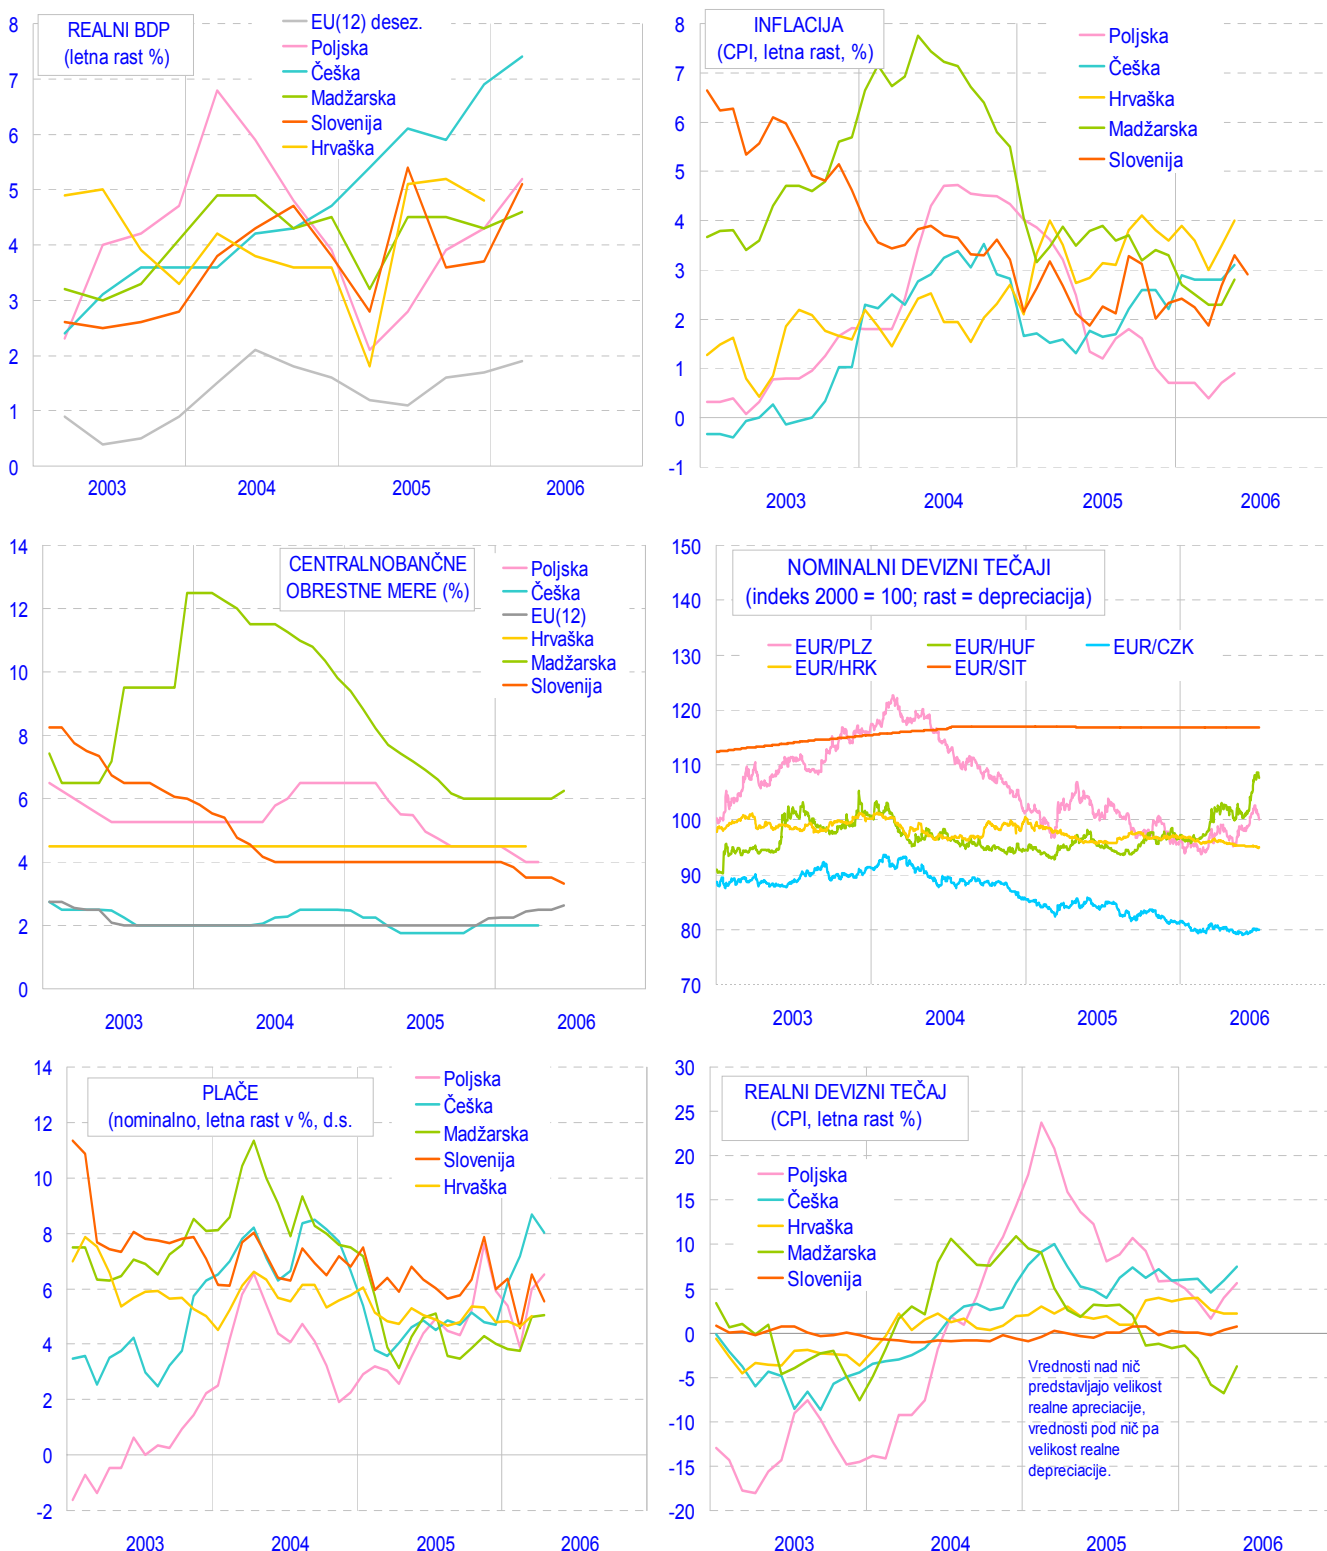 REALNI BDP
(letna rast %)
EU(12) desez.
Poljska
Češka
Madžarska
Slovenija
Hrvaška
8
7
6
5
4
3
2
1
0
2003
2004
2005
2006
INFLACIJA
(CPI, letna rast, %)
Poljska
Češka
Hrvaška
Madžarska
Slovenija
8
7
6
5
4
3
2
1
0
-1
2003
2004
2005
2006
CENTRALNOBANČNE
OBRESTNE MERE (%)
Poljska
Češka
EU(12)
Hrvaška
Madžarska
Slovenija
14
12
10
8
6
4
2
0
2003
2004
2005
2006
NOMINALNI DEVIZNI TEČAJI
(indeks 2000 = 100; rast = depreciacija)
EUR/PLZ
EUR/HUF
EUR/CZK
EUR/HRK
EUR/SIT
150
140
130
120
110
100
90
80
70
2003
2004
2005
2006
PLAČE
(nominalno, letna rast v %, d.s.
Poljska
Češka
Madžarska
Slovenija
Hrvaška
14
12
10
8
6
4
2
0
-2
2003
2004
2005
2006
REALNI DEVIZNI TEČAJ
(CPI, letna rast %)
Poljska
Češka
Hrvaška
Madžarska
Slovenija
30
25
20
15
10
5
0
-5
-10
-15
-20
Vrednosti nad nič
predstavljajo velikost
realne apreciacije,
vrednosti pod nič pa
velikost realne
depreciacije.
2003
2004
2005
2006